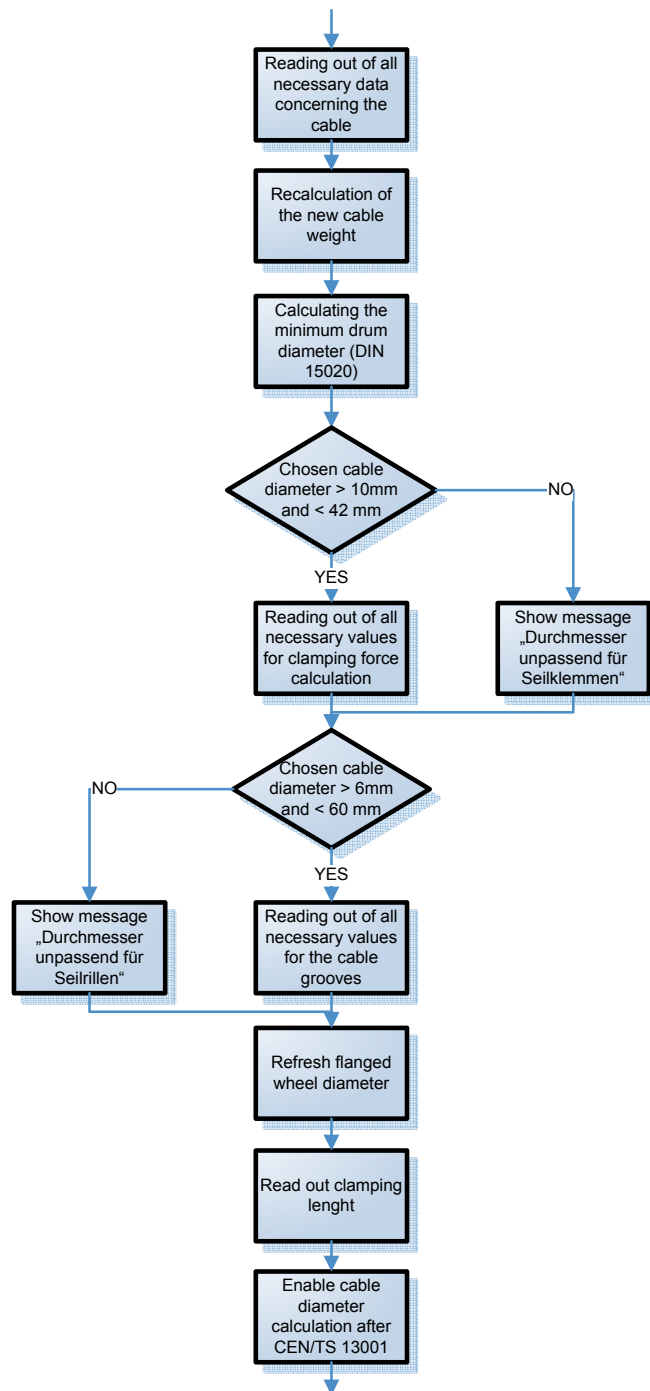 Reading out of all
necessary data
concerning the
cable
Recalculation of
the new cable
weight
Calculating the
minimum drum
diameter (DIN
15020)
Chosen cable
diameter > 10mm
and < 42 mm
NO
YES
Reading out of all
necessary values
for clamping force
calculation
Show message
„Durchmesser
unpassend für
Seilklemmen“
Chosen cable
diameter > 6mm
and < 60 mm
NO
YES
Show message
„Durchmesser
unpassend für
Seilrillen“
Reading out of all
necessary values
for the cable
grooves
Refresh flanged
wheel diameter
Read out clamping
lenght
Enable cable
diameter
calculation after
CEN/TS 13001